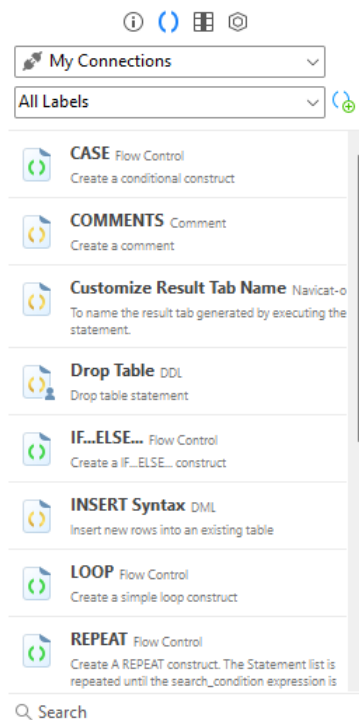 My Connections
All Labels
CASE Flow Control
Create a conditional construct
COMMENTS Comment
Create a comment
Customize Result Tab Name Navicat-o
To name the result tab generated by executing the
statement.
Drop Table DDL
Drop table statement
IF...ELSE... Flow Control
Create a IF...ELSE... construct
INSERT Syntax DML
Insert new rows into an existing table
LOOP Flow Control
Create a simple loop construct
REPEAT Flow Control
Create A REPEAT construct. The Statement list is
repeated until the search_condition expression is
Search